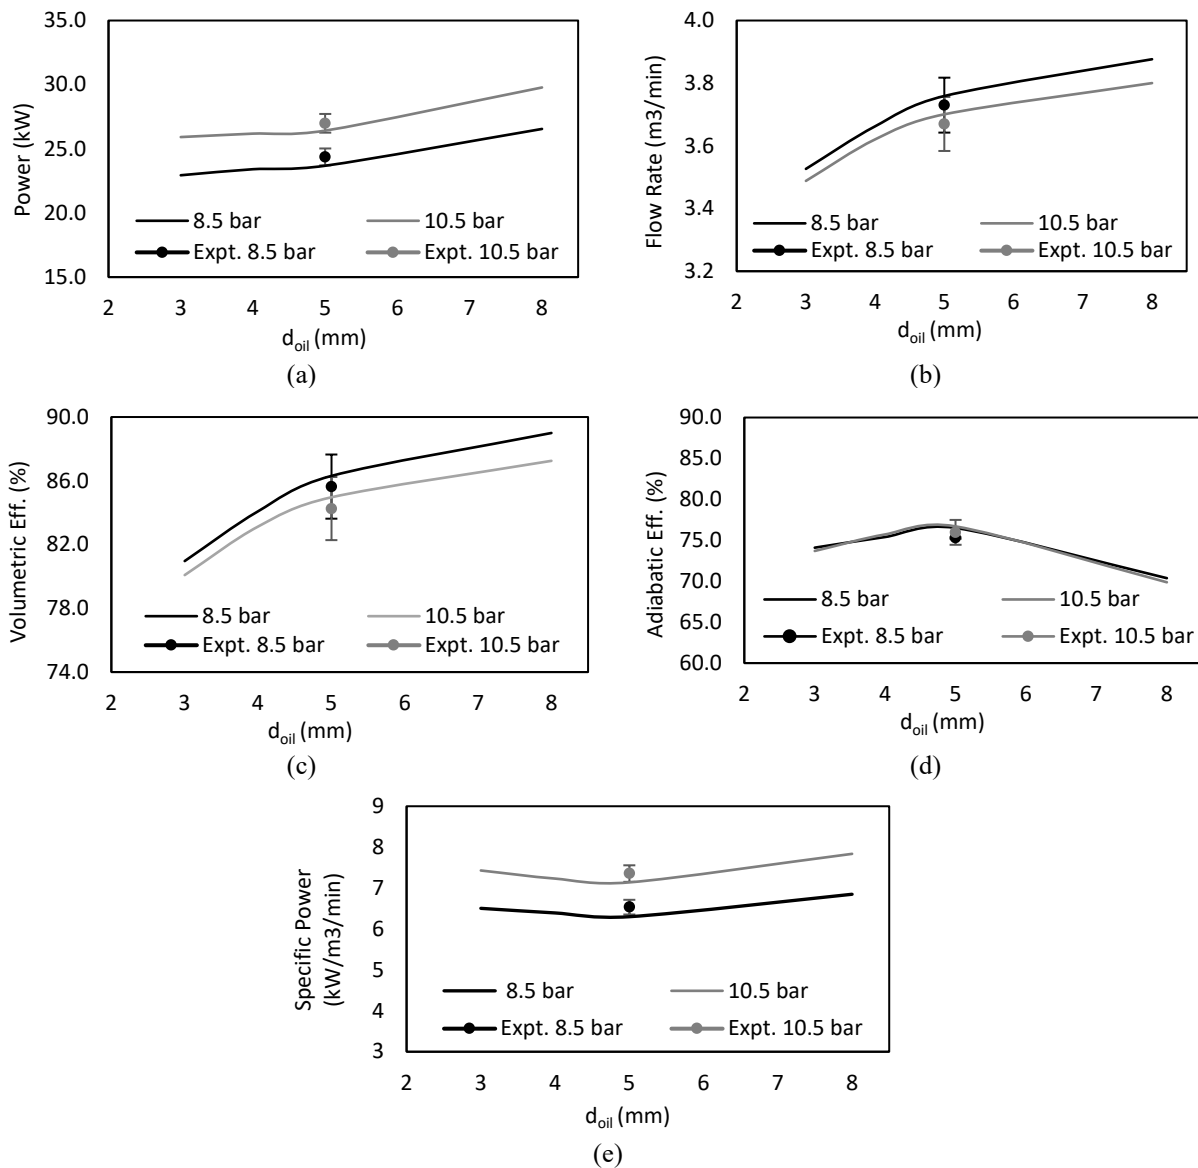 35.0
30.0
25.0
20.0
15.0
Power (kW)
8.5 bar
10.5 bar
Expt. 8.5 bar
Expt. 10.5 bar
2 3 4 5 6 7 8
doil (mm)
(a)
4.0
3.8
3.6
3.4
3.2
Flow Rate (m3/min)
8.5 bar
10.5 bar
Expt. 8.5 bar
Expt. 10.5 bar
2 3 4 5 6 7 8
doil (mm)
(b)
90.0
86.0
82.0
78.0
74.0
Volumetric Eff. (%)
8.5 bar
10.5 bar
Expt. 8.5 bar
Expt. 10.5 bar
2 3 4 5 6 7 8
doil (mm)
(c)
90.0
85.0
80.0
75.0
70.0
65.0
60.0
Adiabatic Eff. (%)
8.5 bar
10.5 bar
Expt. 8.5 bar
Expt. 10.5 bar
2 3 4 5 6 7 8
doil (mm)
(d)
9
8
7
6
5
4
3
Specific Power
(kW/m3/min)
8.5 bar
10.5 bar
Expt. 8.5 bar
Expt. 10.5 bar
2 3 4 5 6 7 8
doil (mm)
(e)